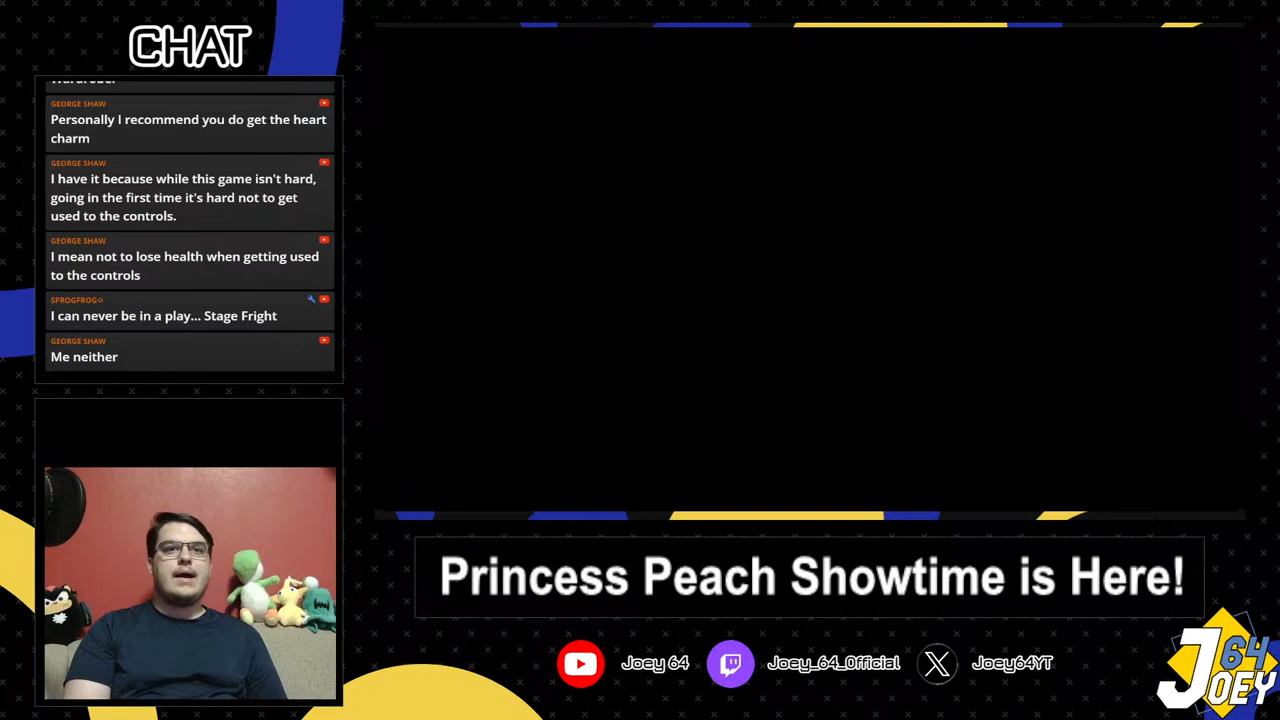 CHAT
GEORGE SHAW
Personally I recommend you do get the heart
charm
GEORGE SHAW
I have it because while this game isn't hard,
going in the first time it's hard not to get
used to the controls.
GEORGE SHAW
I mean not to lose health when getting used
to the controls
SPROGFROG
I can never be in a play... Stage Fright
GEORGE SHAW
Me neither
Princess Peach Showtime is Here!
Joey 64
Joey_64_Official
Joey64YT
64
JOEY